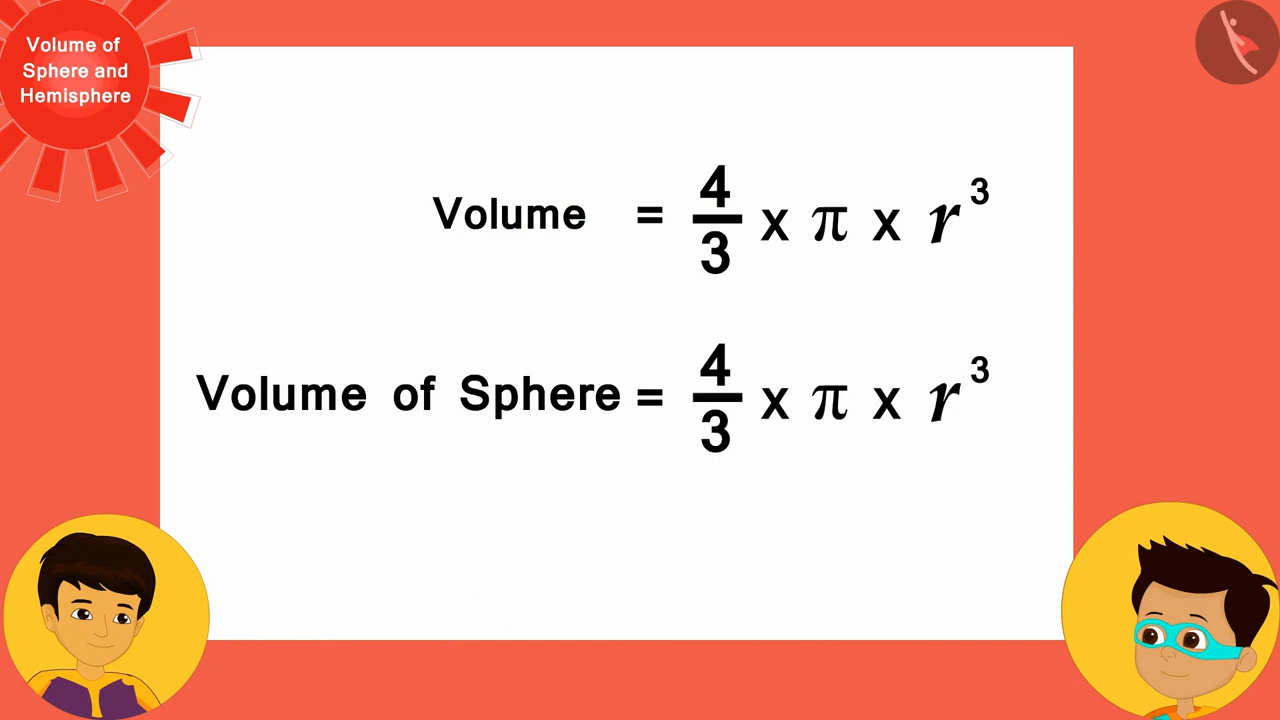 Volume of
Sphere and
Hemisphere
Volume = 4/3 x π x r³
Volume of Sphere = 4/3 x π x r³